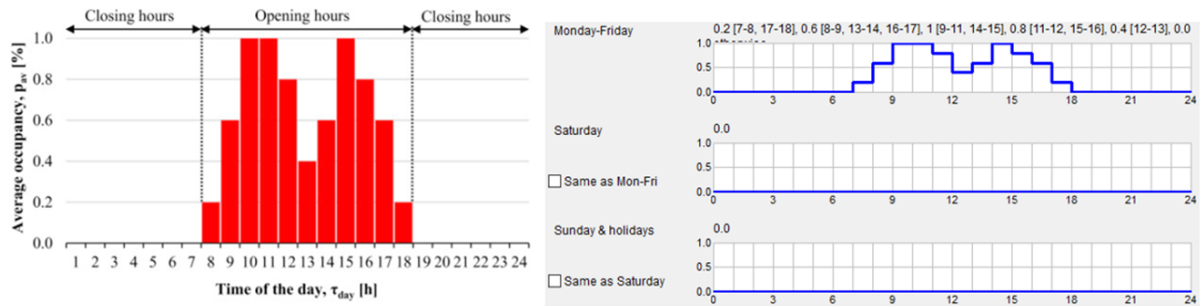 Closing hours
Opening hours
Closing hours
Average occupancy, pav [%]
1.0
0.8
0.6
0.4
0.2
0.0
1 2 3 4 5 6 7 8 9 10 11 12 13 14 15 16 17 18 19 20 21 22 23 24
Time of the day, τday [h]
Monday-Friday
0.2 [7-8, 17-18], 0.6 [8-9, 13-14, 16-17], 1 [9-11, 14-15], 0.8 [11-12, 15-16], 0.4 [12-13], 0.0
1.0
0.5
0.0
0 3 6 9 12 15 18 21 24
Saturday
0.0
Same as Mon-Fri
1.0
0.5
0.0
0 3 6 9 12 15 18 21 24
Sunday & holidays
0.0
Same as Saturday
1.0
0.5
0.0
0 3 6 9 12 15 18 21 24